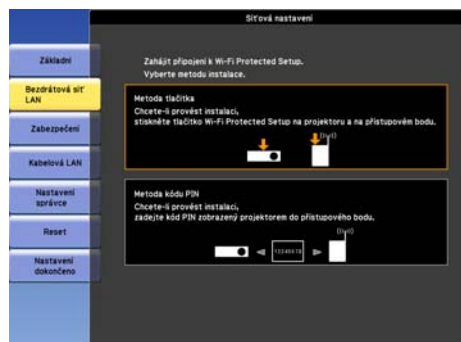 Síťová nastavení
Základní
Bezdrátová síť
LAN
Zabezpečení
Kabelová LAN
Nastavení
správce
Reset
Nastavení
dokončeno
Zahájit připojení k Wi-Fi Protected Setup.
Vyberte metodu instalace.
Metoda tlačítka
Chcete-li provést instalaci,
stiskněte tlačítko Wi-Fi Protected Setup na projektoru a na přístupovém bodu.
Metoda kódu PIN
Chcete-li provést instalaci,
zadejte kód PIN zobrazený projektorem do přístupového bodu.
12345678